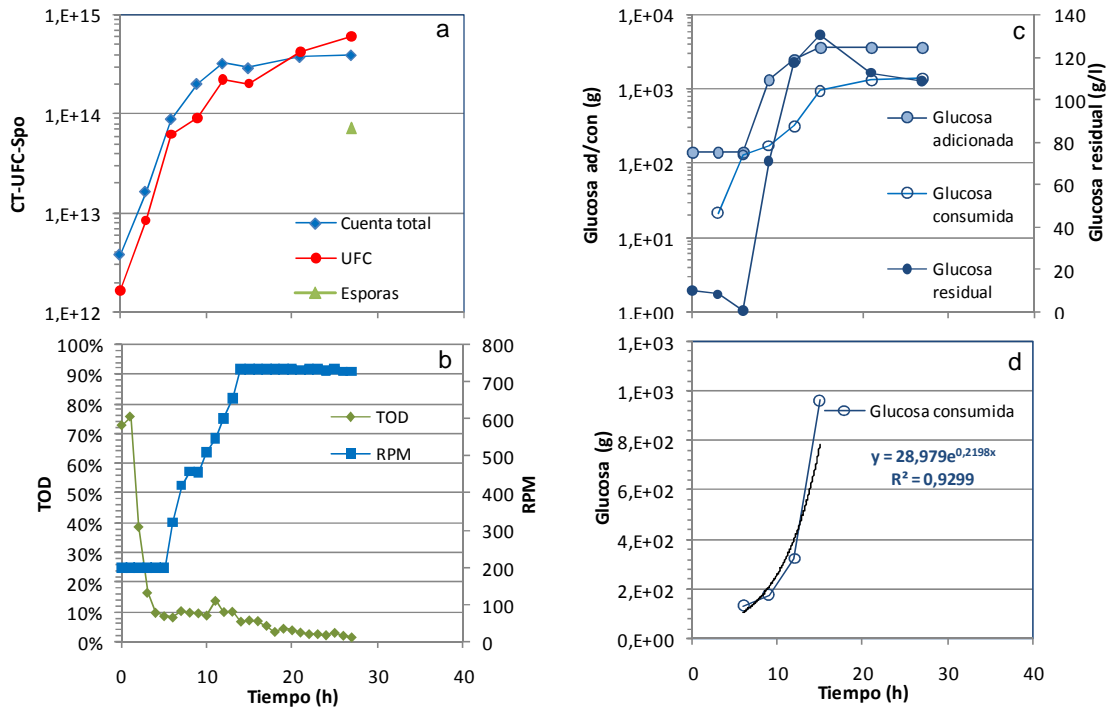 a
1,E+15
1,E+14
1,E+13
1,E+12
CT-UFC-Spo
Cuenta total
UFC
Esporas
c
1,E+04
1,E+03
1,E+02
1,E+01
1,E+00
Glucosa ad/con (g)
140
120
100
80
60
40
20
0
Glucosa residual (g/l)
Glucosa
adicionada
Glucosa
consumida
Glucosa
residual
b
100%
90%
80%
70%
60%
50%
40%
30%
20%
10%
0%
TOD
800
700
600
500
400
300
200
100
0
RPM
TOD
RPM
0 10 20 30 40
Tiempo (h)
d
1,E+03
1,E+03
8,E+02
6,E+02
4,E+02
2,E+02
0,E+00
Glucosa (g)
Glucosa consumida
y = 28,979e0,2198x
R² = 0,9299
0 10 20 30 40
Tiempo (h)